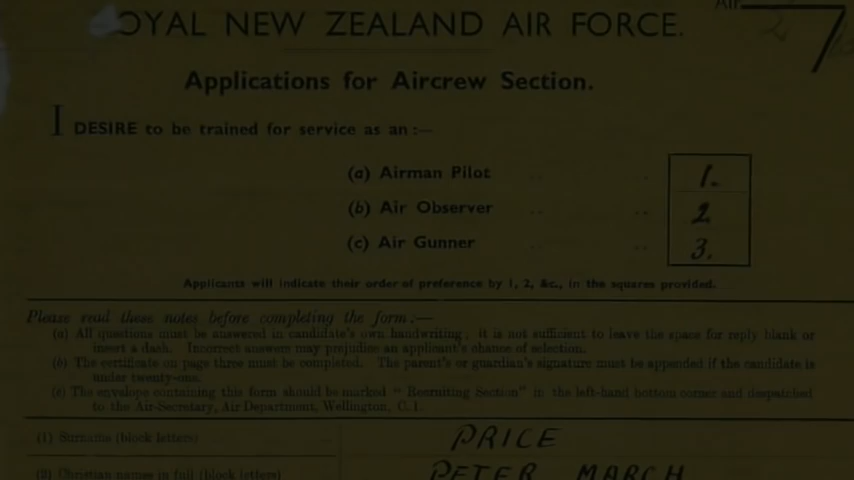 ROYAL NEW ZEALAND AIR FORCE.
Air
Applications for Aircrew Section.
I DESIRE to be trained for service as an:—
(a) Airman Pilot .. .. 1.
(b) Air Observer .. .. 2
(c) Air Gunner .. 3.
Applicants will indicate their order of preference by 1, 2, &c., in the squares provided.
Please read these notes before completing the form:—
(a) All questions must be answered in candidate's own handwriting; it is not sufficient to leave the space for reply blank or
insert a dash. Incorrect answers may prejudise an applicant's chance of selection.
(b) The certificate on page three must be completed. The parent's or guardian's signature must be appended if the candidate is
under twenty-one.
(c) The envelope containing this form should be marked "Recruiting Section" in the left-hand bottom corner and dispatched
to the Air-Secretary, Air Department, Wellington, C.1.
(1) Surname (block letters) PRICE
(2) Christian names in full (block letters) PETER MARCH